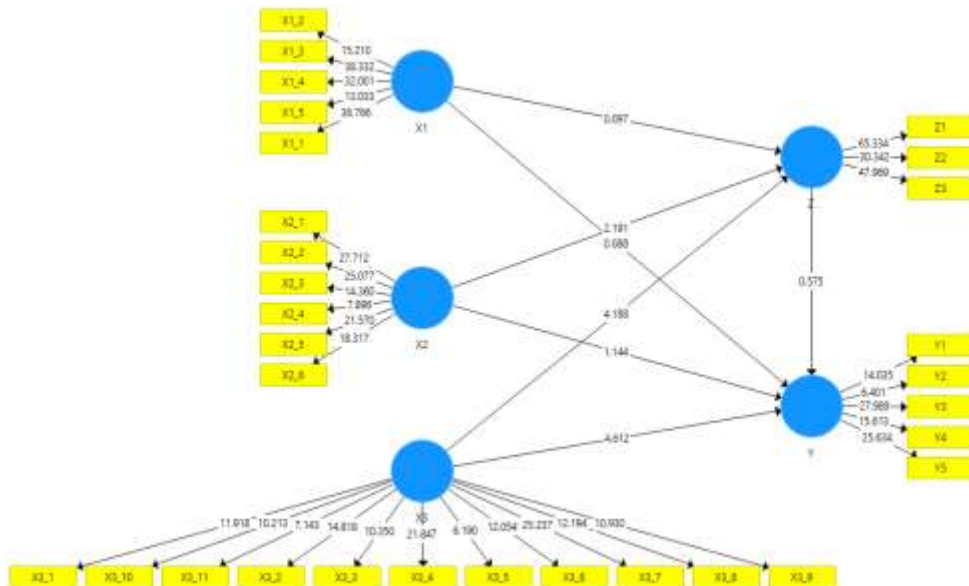 X1_2
X1_3
X1_4
X1_5
X1_1
15.210
38.332
32.001
13.033
38.786
X1
0.097
Z1
Z2
Z3
65.334
30.342
47.969
Z
X2_1
X2_2
X2_3
X2_4
X2_5
X2_6
27.712
25.077
14.360
7.896
21.570
18.317
X2
2.191
0.688
4.188
1.144
0.575
4.612
Y1
Y2
Y3
Y4
Y5
14.035
6.401
27.989
15.613
25.634
Y
X3
11.918
10.213
7.143
14.818
10.350
21.847
6.190
12.054
25.237
12.194
10.930
X3_1
X3_10
X3_11
X3_2
X3_3
X3_4
X3_5
X3_6
X3_7
X3_8
X3_9